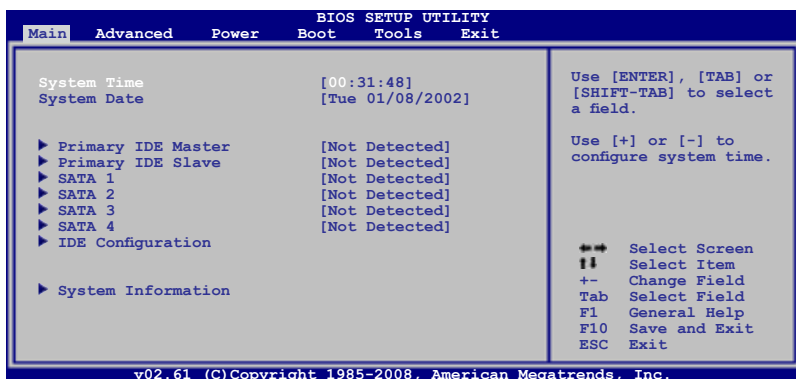 BIOS SETUP UTILITY
Main Advanced Power Boot Tools Exit
System Time [00:31:48]
System Date [Tue 01/08/2002]
Primary IDE Master [Not Detected]
Primary IDE Slave [Not Detected]
SATA 1 [Not Detected]
SATA 2 [Not Detected]
SATA 3 [Not Detected]
SATA 4 [Not Detected]
IDE Configuration
System Information
Use [ENTER], [TAB] or
[SHIFT-TAB] to select
a field.
Use [+] or [-] to
configure system time.
Select Screen
Select Item
+- Change Field
Tab Select Field
F1 General Help
F10 Save and Exit
ESC Exit
v02.61 (C)Copyright 1985-2008, American Megatrends, Inc.